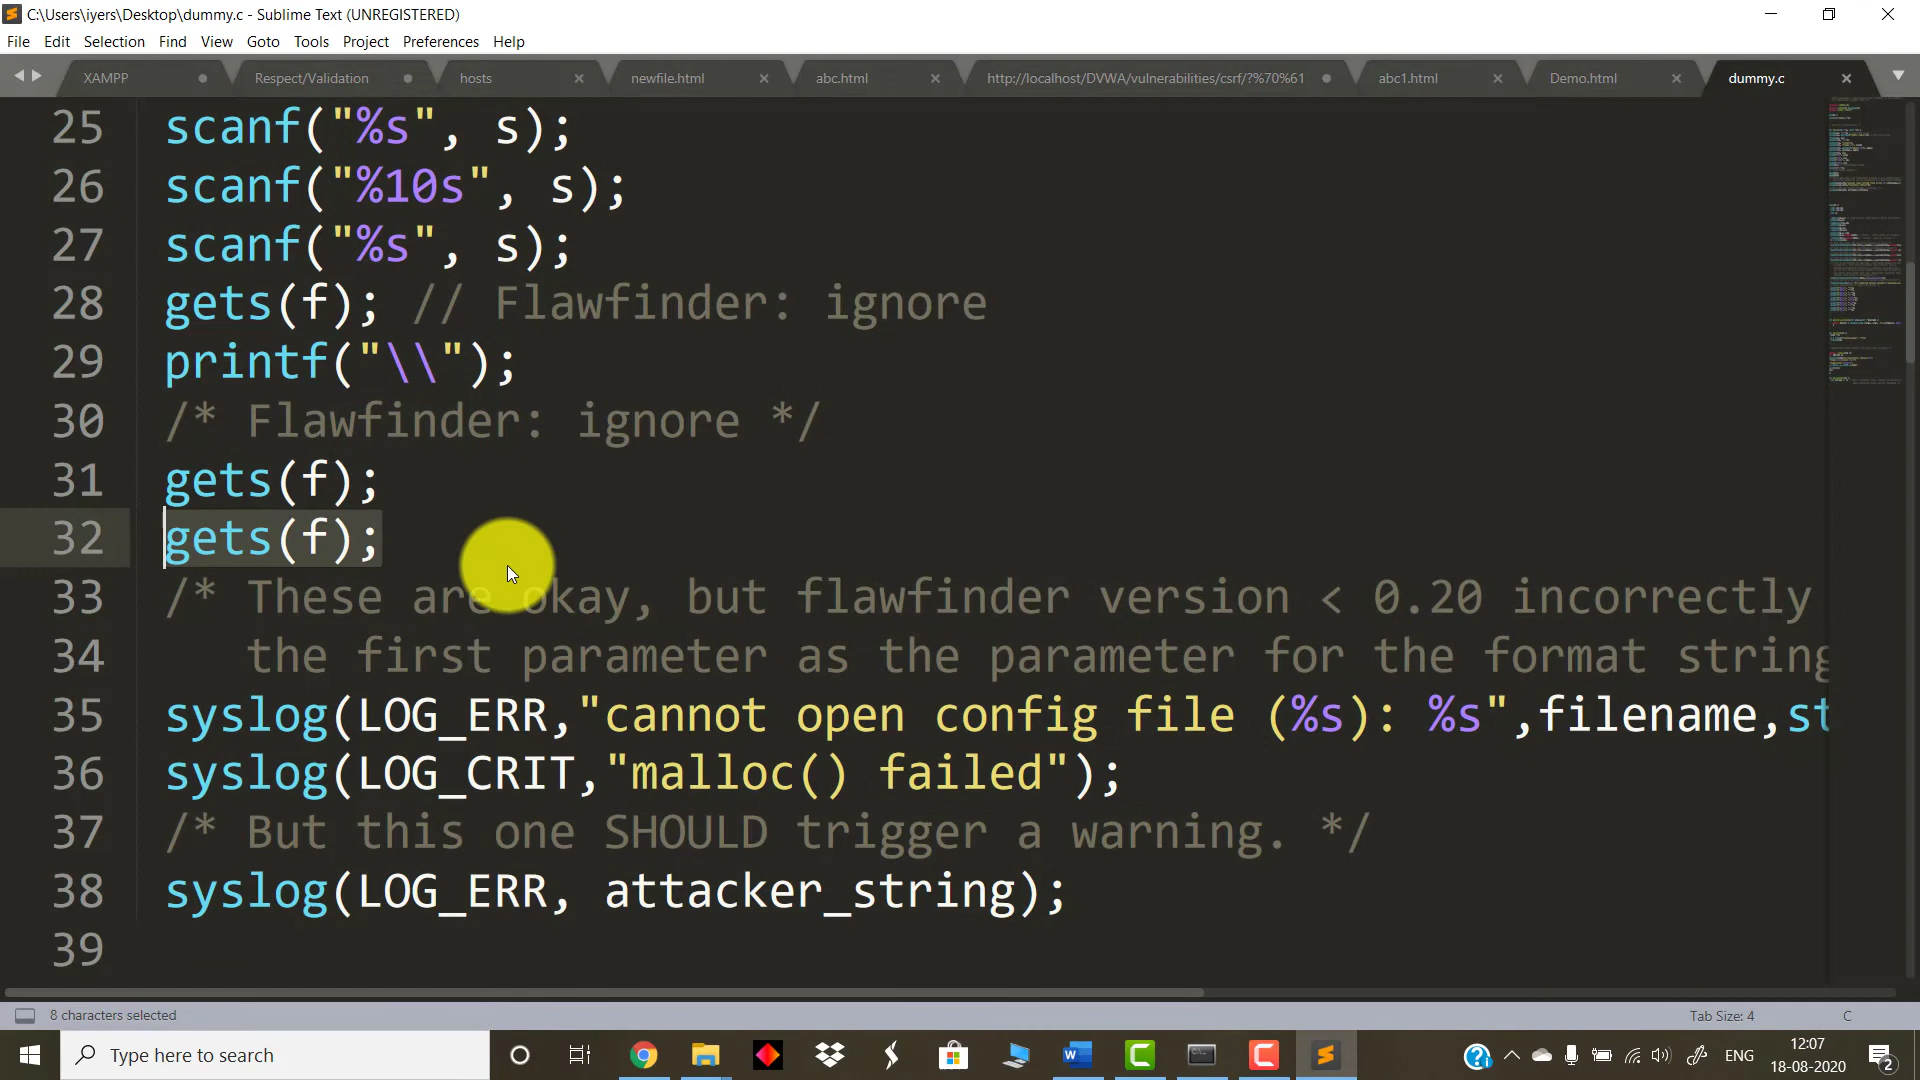 C:\Users\iyers\Desktop\dummy.c - Sublime Text (UNREGISTERED)
File Edit Selection Find View Goto Tools Project Preferences Help
XAMPP Respect/Validation hosts newfile.html abc.html http://localhost/DVWA/vulnerabilities/csrf/?%70%61 abc1.html Demo.html dummy.c
25 scanf("%s", s);
26 scanf("%10s", s);
27 scanf("%s", s);
28 gets(f); // Flawfinder: ignore
29 printf("\\");
30 /* Flawfinder: ignore */
31 gets(f);
32 gets(f);
33 /* These are okay, but flawfinder version < 0.20 incorrectly
34 the first parameter as the parameter for the format string
35 syslog(LOG_ERR,"cannot open config file (%s): %s",filename,st
36 syslog(LOG_CRIT,"malloc() failed");
37 /* But this one SHOULD trigger a warning. */
38 syslog(LOG_ERR, attacker_string);
39
8 characters selected Tab Size: 4 C
Type here to search ENG 12:07
18-08-2020 2